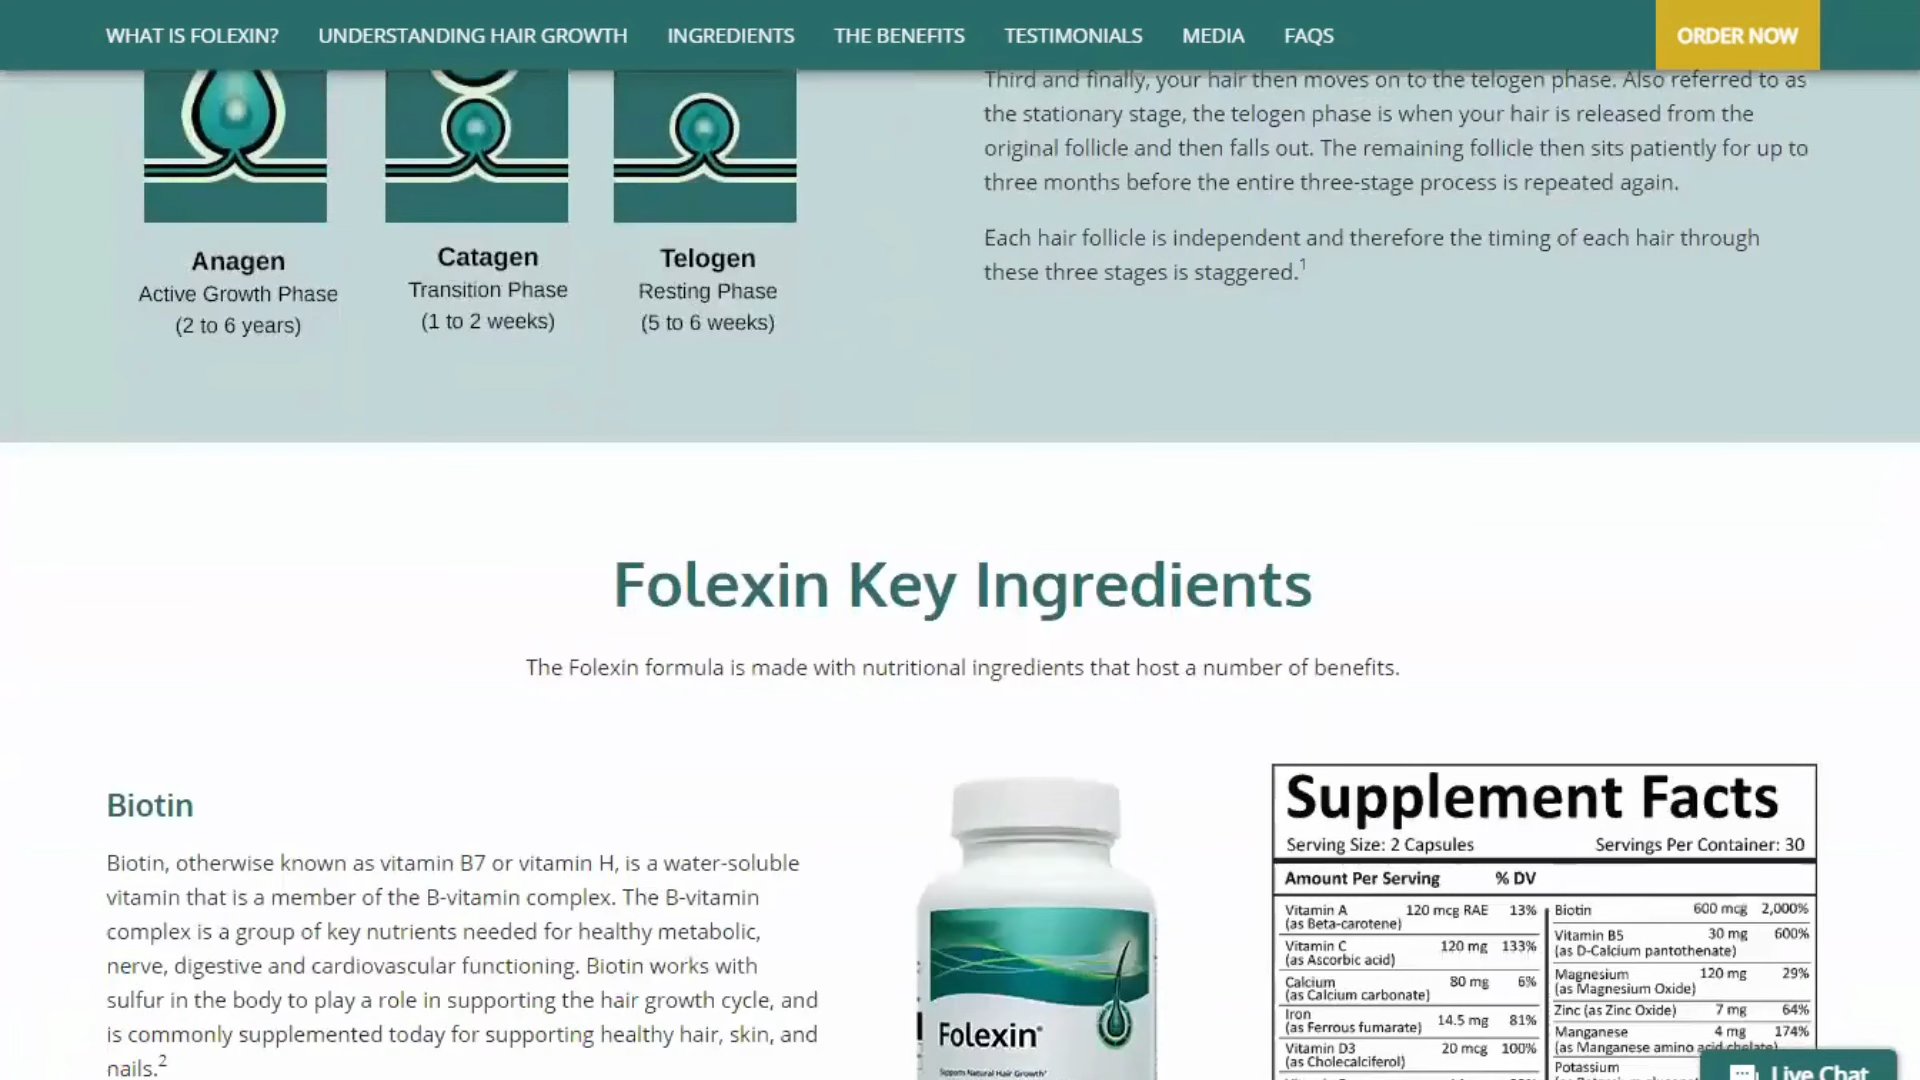 WHAT IS FOLEXIN? UNDERSTANDING HAIR GROWTH INGREDIENTS THE BENEFITS TESTIMONIALS MEDIA FAQS ORDER NOW
Third and finally, your hair then moves on to the telogen phase. Also referred to as
the stationary stage, the telogen phase is when your hair is released from the
original follicle and then falls out. The remaining follicle then sits patiently for up to
three months before the entire three-stage process is repeated again.
Each hair follicle is independent and therefore the timing of each hair through
these three stages is staggered.1
Anagen
Active Growth Phase
(2 to 6 years)
Catagen
Transition Phase
(1 to 2 weeks)
Telogen
Resting Phase
(5 to 6 weeks)
Folexin Key Ingredients
The Folexin formula is made with nutritional ingredients that host a number of benefits.
Biotin
Biotin, otherwise known as vitamin B7 or vitamin H, is a water-soluble
vitamin that is a member of the B-vitamin complex. The B-vitamin
complex is a group of key nutrients needed for healthy metabolic,
nerve, digestive and cardiovascular functioning. Biotin works with
sulfur in the body to play a role in supporting the hair growth cycle, and
is commonly supplemented today for supporting healthy hair, skin, and
nails.2
Folexin®
Supports Natural Hair Growth*
Supplement Facts
Serving Size: 2 Capsules Servings Per Container: 30
Amount Per Serving % DV
Vitamin A 120 mcg RAE 13%
(as Beta-carotene)
Vitamin C 120 mg 133%
(as Ascorbic acid)
Calcium 80 mg 6%
(as Calcium carbonate)
Iron 14.5 mg 81%
(as Ferrous fumarate)
Vitamin D3 20 mcg 100%
(as Cholecalciferol)
Biotin 600 mcg 2,000%
Vitamin B5 30 mg 600%
(as D-Calcium pantothenate)
Magnesium 120 mg 29%
(as Magnesium Oxide)
Zinc (as Zinc Oxide) 7 mg 64%
Manganese 4 mg 174%
(as Manganese amino acid chelate)
Potassium
Live Chat